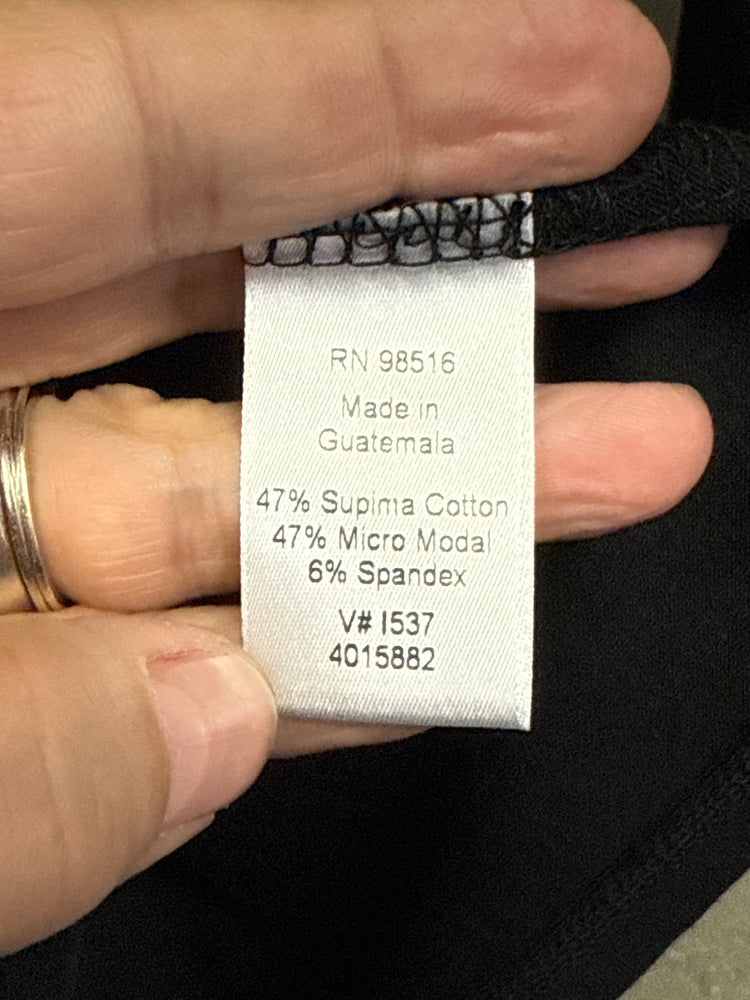 RN 98516
Made in
Guatemala
47% Supima Cotton
47% Micro Modal
6% Spandex
V# I537
4015882